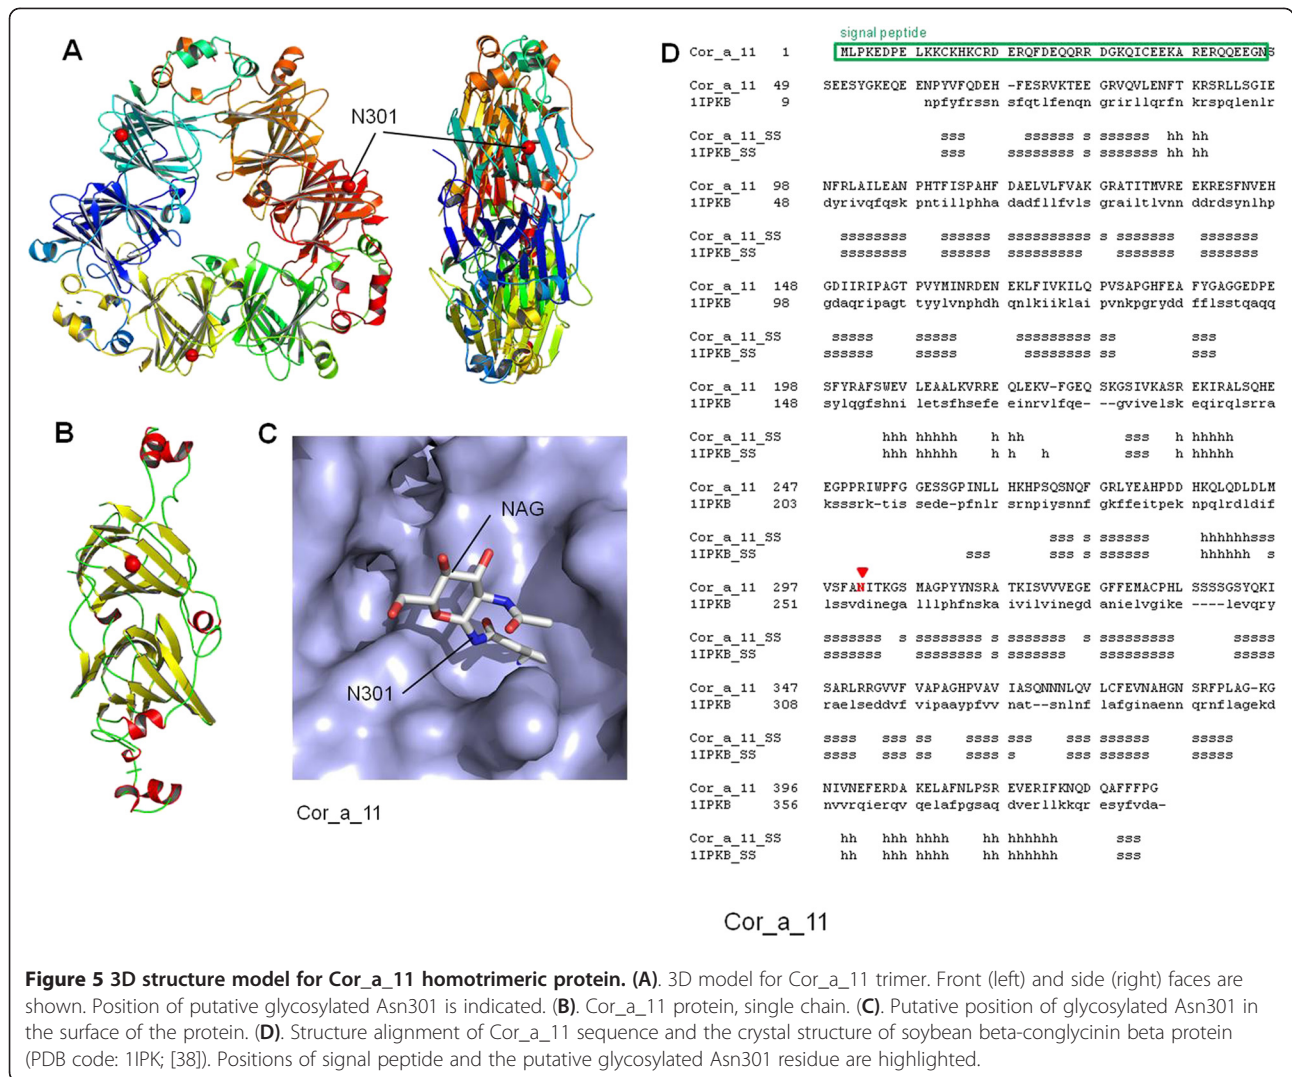 A
N301
B
C
NAG
N301
Cor_a_11
D
signal peptide
Cor_a_11 1 MLPKEDPE LKKCKHKCRD ERQFDEQQRR DGKQICEEKA RERQQEEGNS
Cor_a_11 49 SEESYGKEQE ENPYVFQDEH -FESRVKTEE GRVQVLENFT KRSRLLSGIE
1IPKB 9 npfyfrssn sfqtlfenqn grirllqrfn krspqlenlr
Cor_a_11_SS sss ssssss s ssssss h hh
1IPKB_SS sss ssssssss s sssssss hh
Cor_a_11 98 NFRLAILEAN PHTFISPAHF DAELVLFVAK GRATITMVRE EKRESFNVEH
1IPKB 48 dyrivqfqsk pntillphha dadfllfvls grailtlvnn ddrdsynlhp
Cor_a_11_SS ssssssss ssssss ssssssssss s sssssss
1IPKB_SS ssssssss ssssss ssssssssss ssssss
Cor_a_11 148 GDIIRIPAGT PVYMINRDEN EKLFIVKILQ PVSAPGHFEA FYGAGGEDPE
1IPKB 98 gdaqripagt tyylvnphdh qnlkiiklai pvnkpgrydd fflsstqaqq
Cor_a_11_SS sssss sssss sssssssss ss sss
1IPKB_SS ssssss sssss ssssssss ss sss
Cor_a_11 198 SFYRAFSWEV LEAALKVRRE QLEKV-FGEQ SKGSIVKASR EKIRALSQHE
1IPKB 148 sylqgfshni letsfhsefe einrvlfqe- --gvivelsk eqirqlsrra
Cor_a_11_SS hhh hhhhh h hh sss h hhhhh
1IPKB_SS hhh hhhhh h h h sss h hhhhh
Cor_a_11 247 EGPPRIWPFG GESSGPINLL HKHPSQSNQF GRLYEAHPDD HKQLQDLDLM
1IPKB 203 ksssrk-tis sede-pfnlr srnpiysnnf gkffeitpek npqlrdldif
Cor_a_11_SS sss s ssssss hhhhhhsss
1IPKB_SS sss sss s ssssss hhhhhh s
Cor_a_11 297 VSFANITKGS MAGPYYNSRA TKISVVVEGE GFFEMACPHL SSSSGSYQKI
1IPKB 251 lssvdinega lllphfnska ivilvinegd anielvgike ----levqry
Cor_a_11_SS sssssss s ssssssss s sssssss s sssssssss sssss
1IPKB_SS sssssss ssssssss s sssssss sssssssss sssss
Cor_a_11 347 SARLRRGVVF VAPAGHPVAV IASQNNNLQV LCFEVNAHGN SRFPLAG-KG
1IPKB 308 raelseddvf vipaaypfvv nat--snlnf lafginaenn qrnflagekd
Cor_a_11_SS ssss sss ss ssss ss sss ssssss sssss
1IPKB_SS ssss sss ss ssss s ss ssssss sssss
Cor_a_11 396 NIVNEFERDA KELAFNLPSR EVERIFKNQD QAFFFPG
1IPKB 356 nvvrqierqv qelafpgsaq dverllkkqr esyfvda-
Cor_a_11_SS hh hhh hhhh hh hhhhhh sss
1IPKB_SS hh hhh hhhh hh hhhhhh sss
Cor_a_11
Figure 5 3D structure model for Cor_a_11 homotrimeric protein. (A). 3D model for Cor_a_11 trimer. Front (left) and side (right) faces are
shown. Position of putative glycosylated Asn301 is indicated. (B). Cor_a_11 protein, single chain. (C). Putative position of glycosylated Asn301 in
the surface of the protein. (D). Structure alignment of Cor_a_11 sequence and the crystal structure of soybean beta-conglycinin beta protein
(PDB code: 1IPK; [38]). Positions of signal peptide and the putative glycosylated Asn301 residue are highlighted.